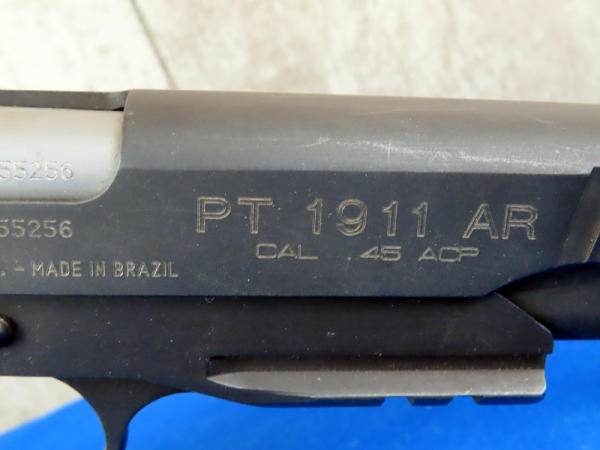 55256
55256
PT 1911 AR
CAL .45 ACP
. - MADE IN BRAZIL